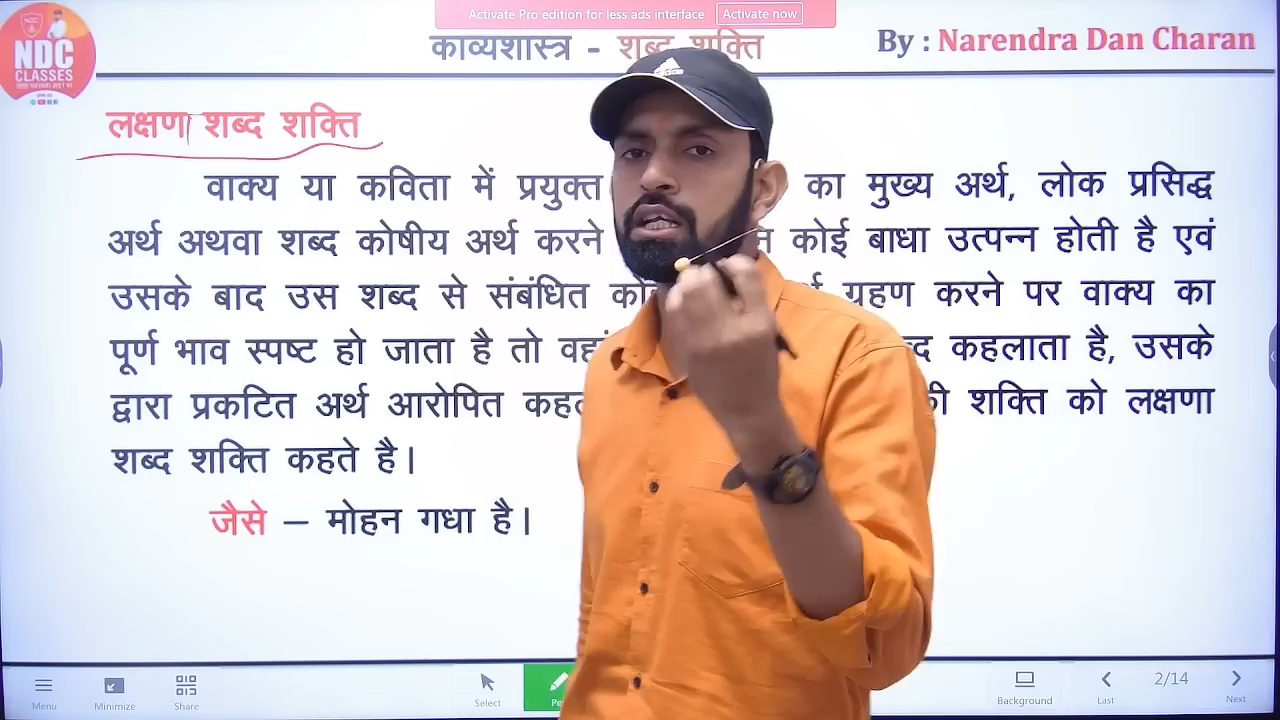 Activate Pro edition for less ads interface Activate now
काव्यशास्त्र - शब्द शक्ति
By : Narendra Dan Charan
NDC
CLASSES
लक्षणा शब्द शक्ति
वाक्य या कविता में प्रयुक्त का मुख्य अर्थ, लोक प्रसिद्ध
अर्थ अथवा शब्द कोषीय अर्थ करने कोई बाधा उत्पन्न होती है एवं
उसके बाद उस शब्द से संबंधित ग्रहण करने पर वाक्य का
पूर्ण भाव स्पष्ट हो जाता है तो कहलाता है, उसके
द्वारा प्रकटित अर्थ आरोपित शक्ति को लक्षणा
शब्द शक्ति कहते है।
जैसे – मोहन गधा है।
Menu Minimize Share Select Background Last 2/14 Next
adidas